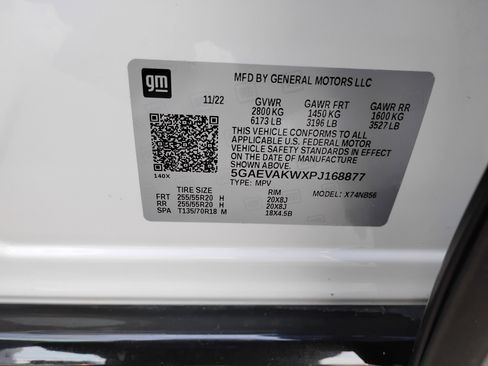 gm
MFD BY GENERAL MOTORS LLC
11/22 GVWR GAWR FRT GAWR RR
2800 KG 1450 KG 1600 KG
6173 LB 3196 LB 3527 LB
THIS VEHICLE CONFORMS TO ALL
APPLICABLE U.S. FEDERAL MOTOR
VEHICLE SAFETY STANDARDS IN EFFECT
ON THE DATE OF MANUFACTURE
SHOWN ABOVE.
140X
5GAEVAKWXPJ168877
TYPE: MPV MODEL: X74NB56
TIRE SIZE RIM
FRT 255/55R20 H 20X8J
RR 255/55R20 H 20X8J
SPA T135/70R18 M 18X4.5B